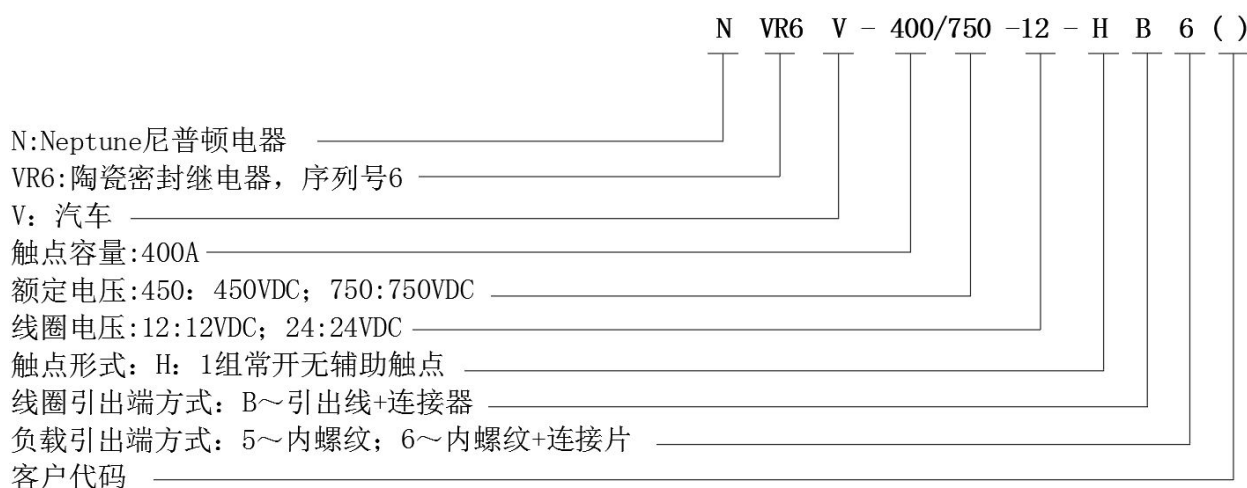 N VR6 V - 400/750 -12 - H B 6 ( )
N:Neptune尼普顿电器
VR6:陶瓷密封继电器，序列号6
V：汽车
触点容量:400A
额定电压:450：450VDC；750:750VDC
线圈电压:12:12VDC；24:24VDC
触点形式：H：1组常开无辅助触点
线圈引出端方式：B～引出线+连接器
负载引出端方式：5～内螺纹；6～内螺纹+连接片
客户代码